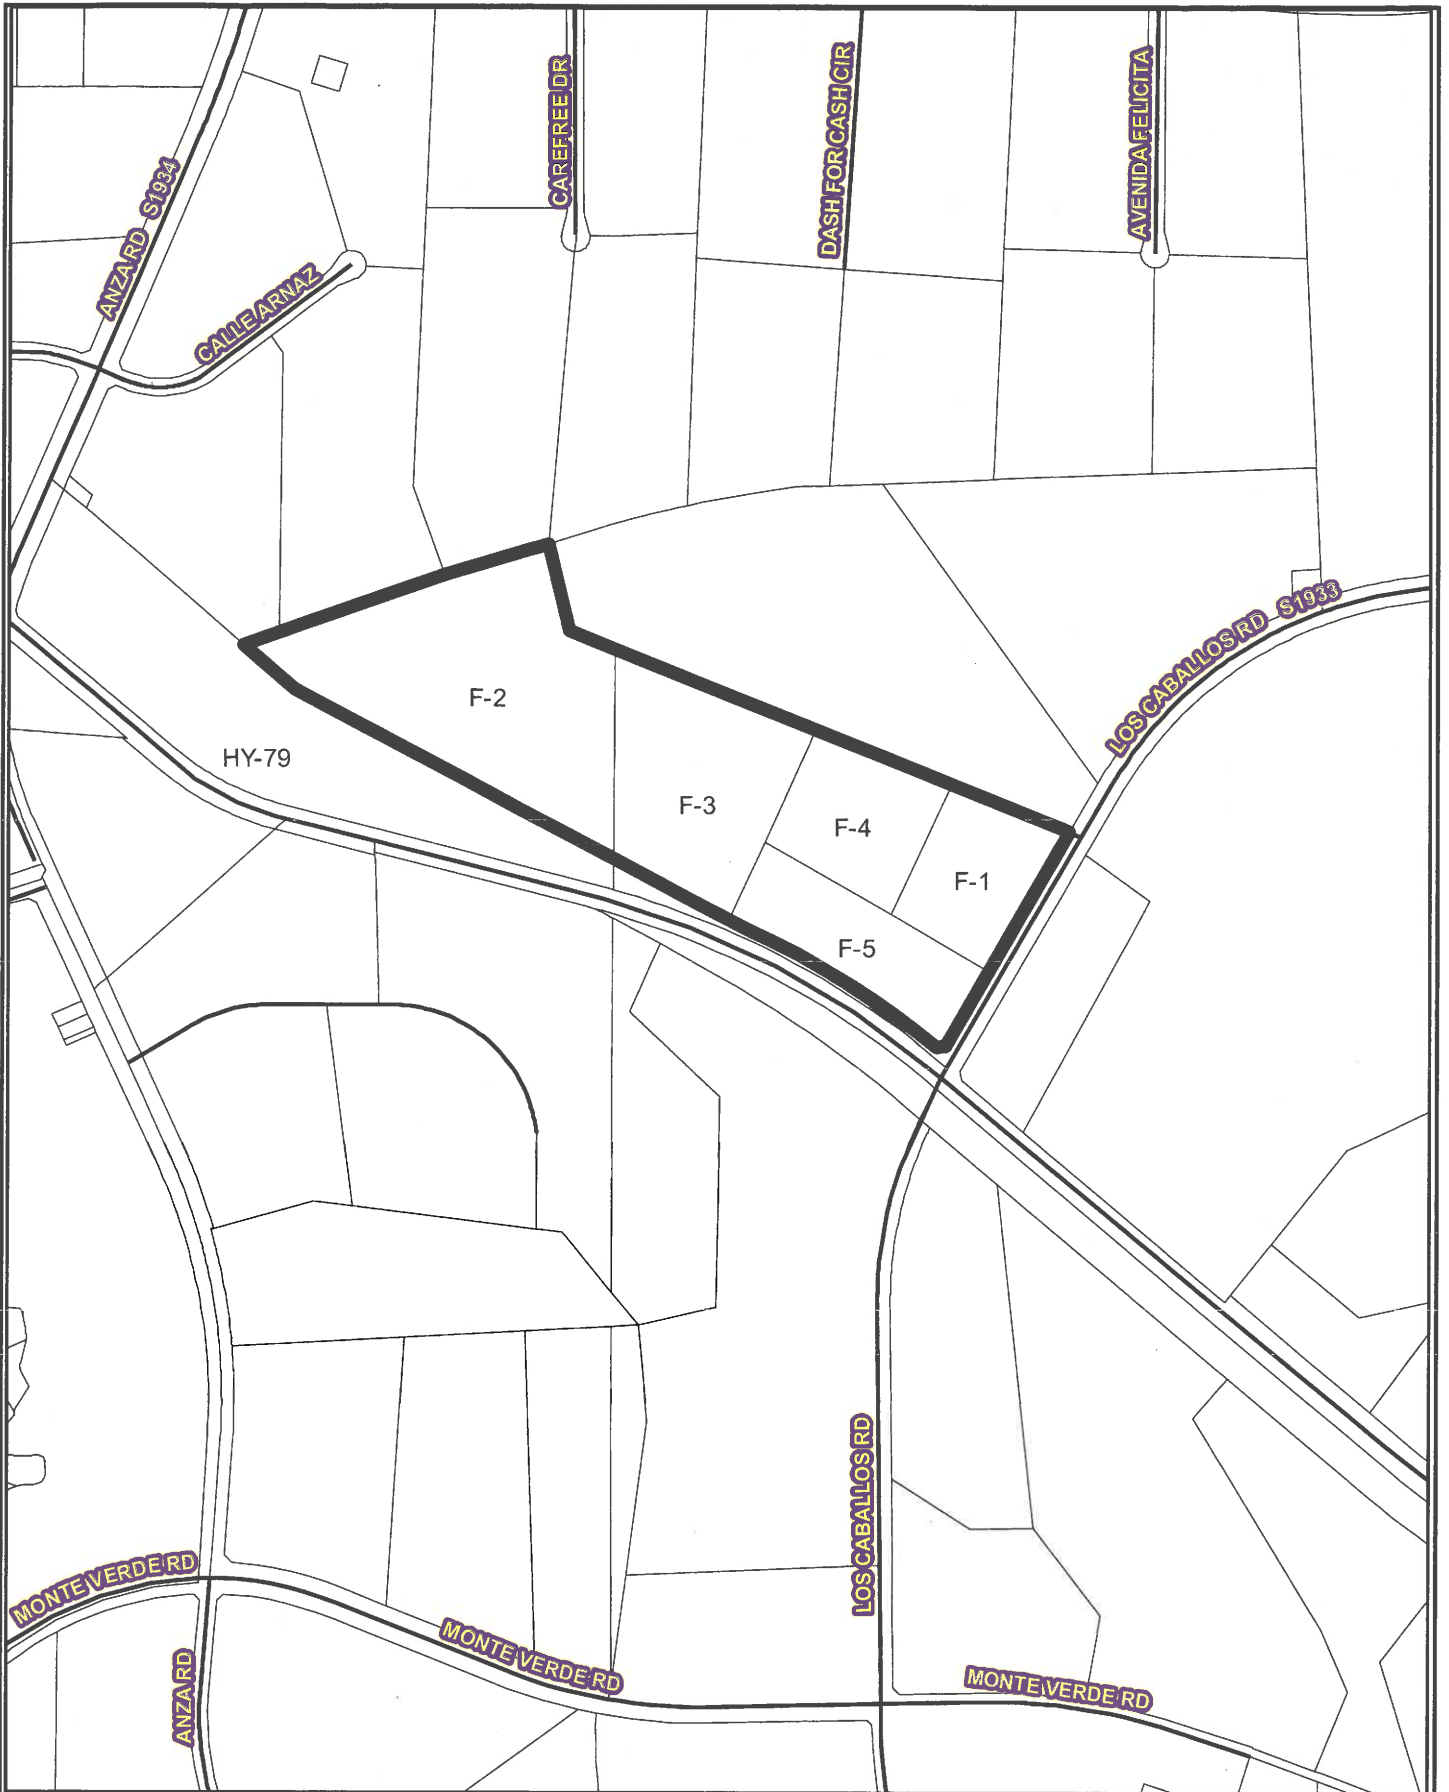 CAREFREE DR
DASH FOR CASH CIR
AVENIDA FELICITA
ANZA RD S1934
CALLE ARNAZ
LOS CABALLOS RD S1933
F-2
HY-79
F-3
F-4
F-1
F-5
LOS CABALLOS RD
MONTE VERDE RD
MONTE VERDE RD
ANZA RD
MONTE VERDE RD